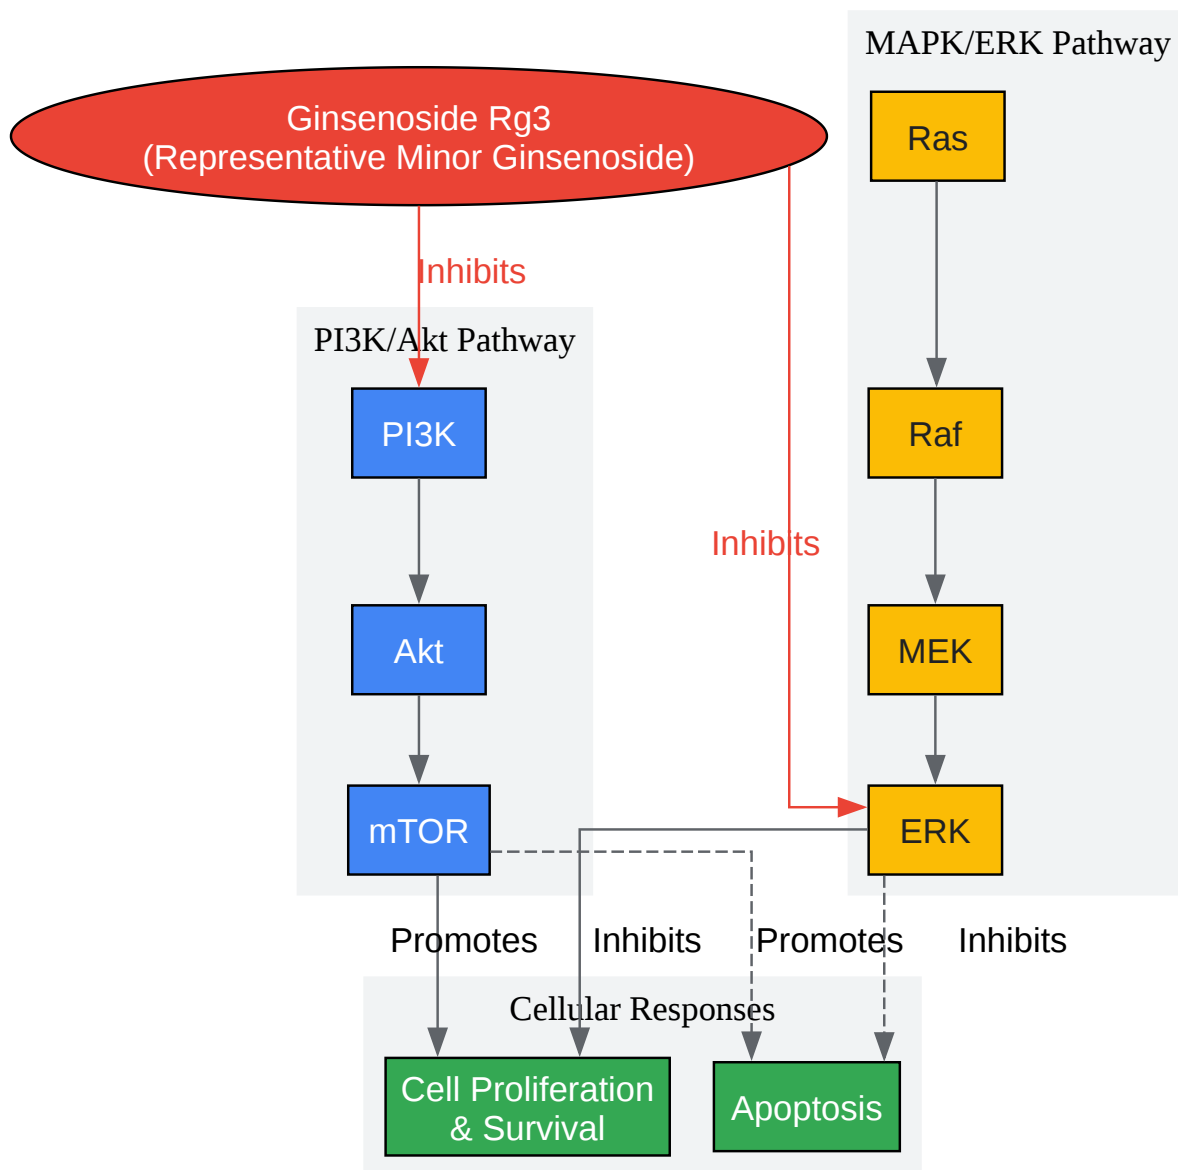 MAPK/ERK Pathway
Ginsenoside Rg3
(Representative Minor Ginsenoside)
Ras
Inhibits
PI3K/Akt Pathway
PI3K
Raf
Inhibits
Akt
MEK
mTOR
ERK
Promotes
Inhibits
Promotes
Inhibits
Cellular Responses
Cell Proliferation
& Survival
Apoptosis